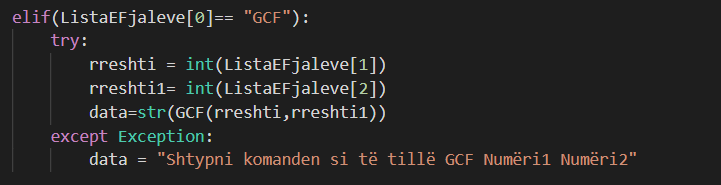 elif(ListaEFjaleve[0]== "GCF"):
try:
rreshti = int(ListaEFjaleve[1])
rreshti1= int(ListaEFjaleve[2])
data=str(GCF(rreshti,rreshti1))
except Exception:
data = "Shtypni komanden si të tillë GCF Numëri1 Numëri2"